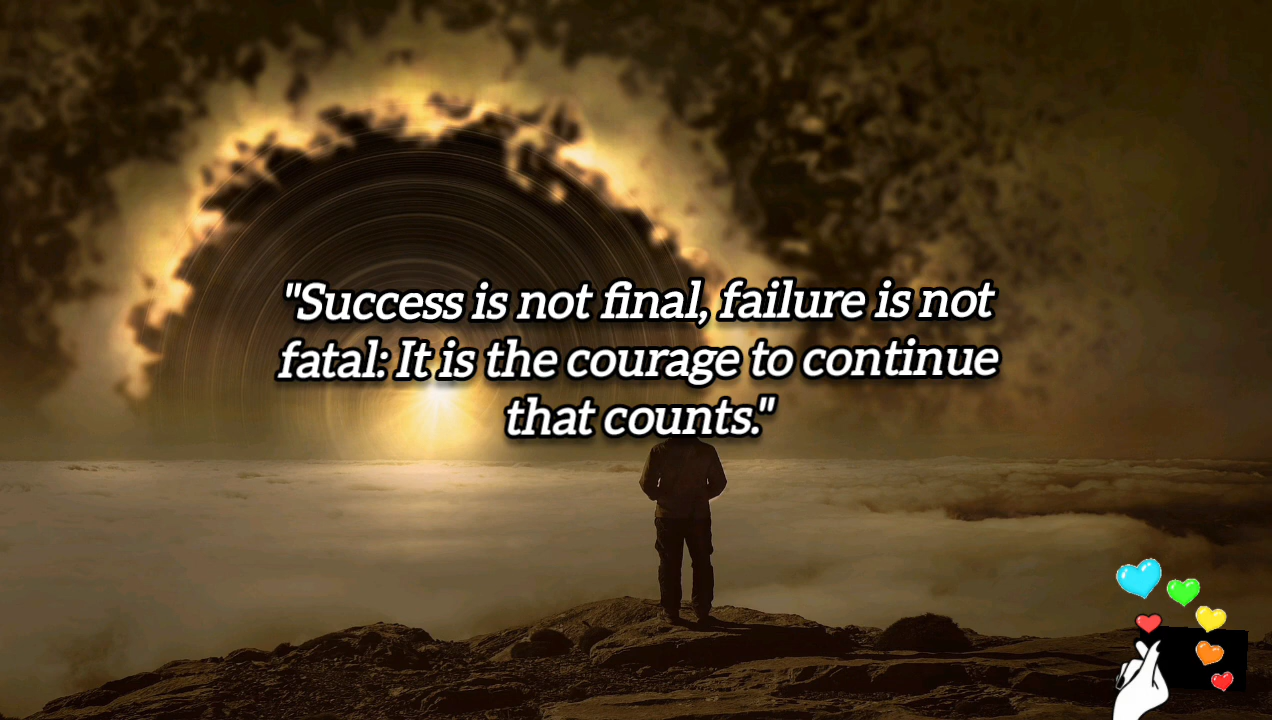 "Success is not final, failure is not
fatal: It is the courage to continue
that counts."